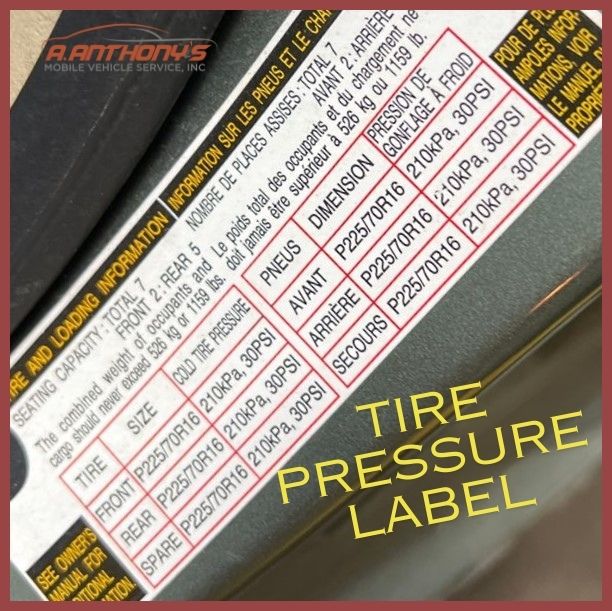 A.ANTHONY'S
MOBILE VEHICLE SERVICE, INC
AND LOADING INFORMATION
SEATING CAPACITY : TOTAL 7
FRONT 2 : REAR 5
The combined weight of occupants and
cargo should never exceed 526 kg or 1159 lbs.
TIRE SIZE COLD TIRE PRESSURE
FRONT P225/70R16 210kPa, 30PSI
REAR P225/70R16 210kPa, 30PSI
SPARE P225/70R16 210kPa, 30PSI
SEE OWNER'S
MANUAL FOR
INFORMATION SUR LES PNEUS ET LE
NOMBRE DE PLACES ASSISES : TOTAL 7
AVANT 2 : ARRIÈRE
Le poids total des occupants et du chargement ne
doit jamais être supérieur à 526 kg ou 1159 lb.
PNEUS DIMENSION PRESSION DE
GONFLAGE À FROID
AVANT P225/70R16 210kPa, 30PSI
ARRIÈRE P225/70R16 210kPa, 30PSI
SECOURS P225/70R16 210kPa, 30PSI
POUR DE
AMPLES INFOR-
MATIONS, VOIR
LE MANUEL
TIRE
PRESSURE
LABEL